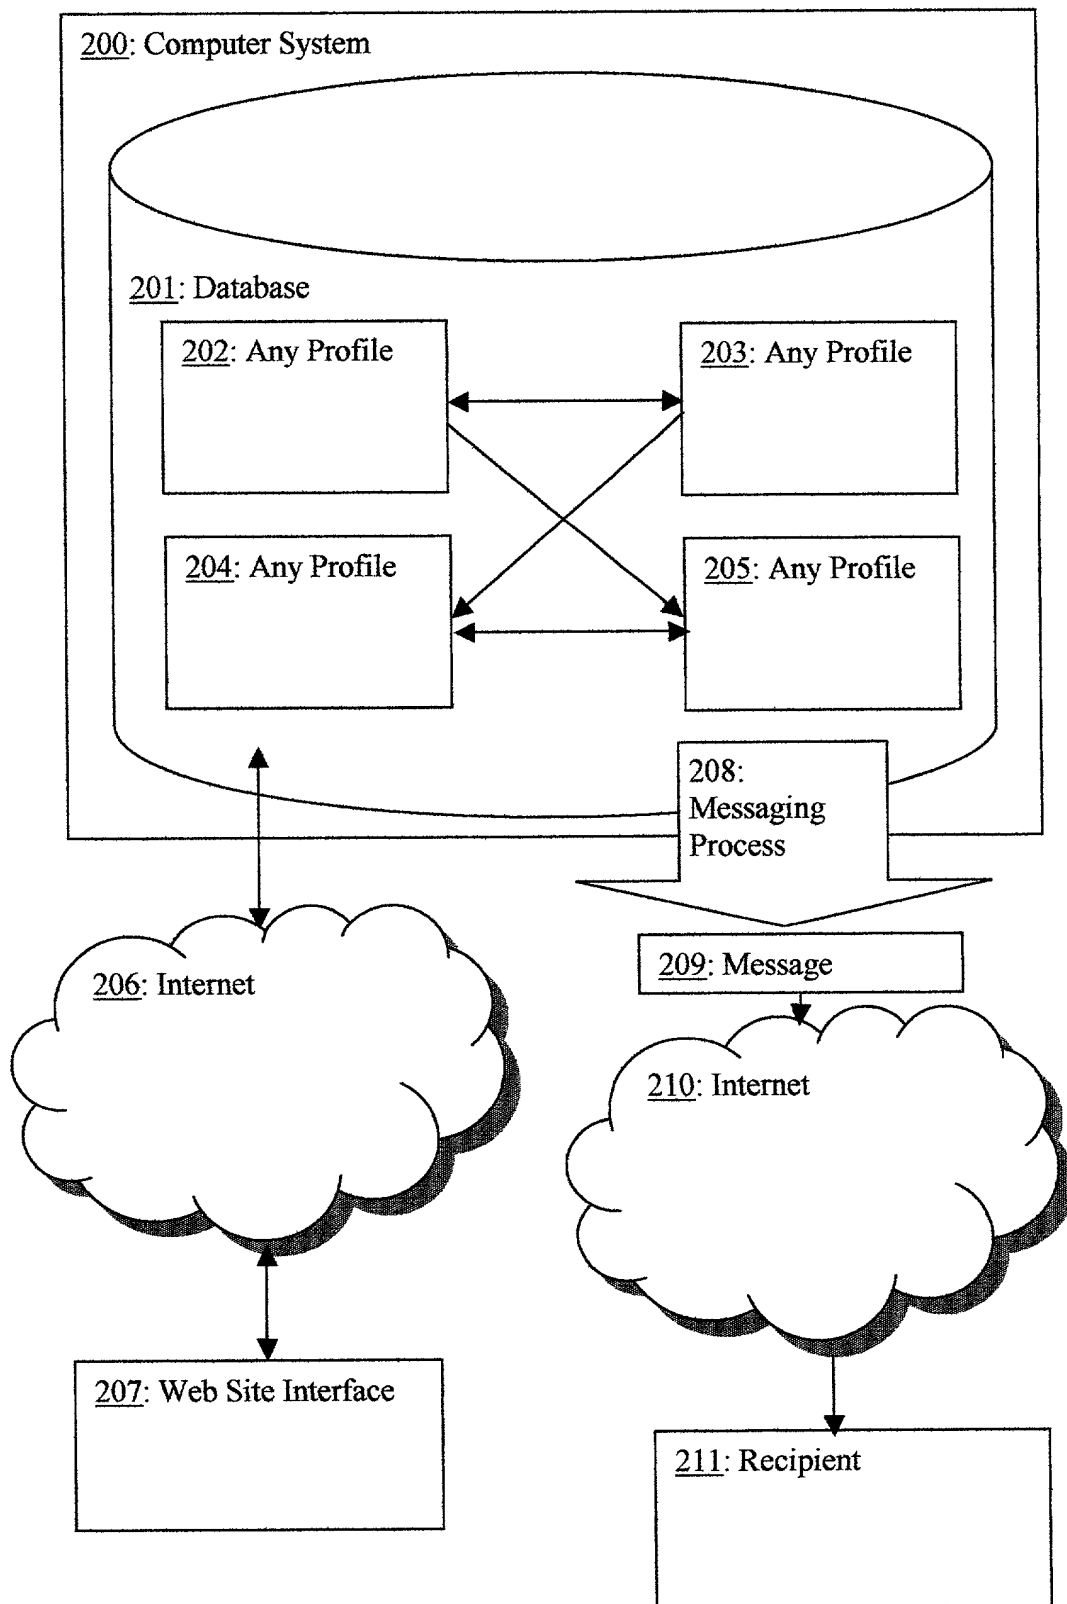 200: Computer System
201: Database
202: Any Profile
203: Any Profile
204: Any Profile
205: Any Profile
208:
Messaging
Process
206: Internet
209: Message
210: Internet
207: Web Site Interface
211: Recipient